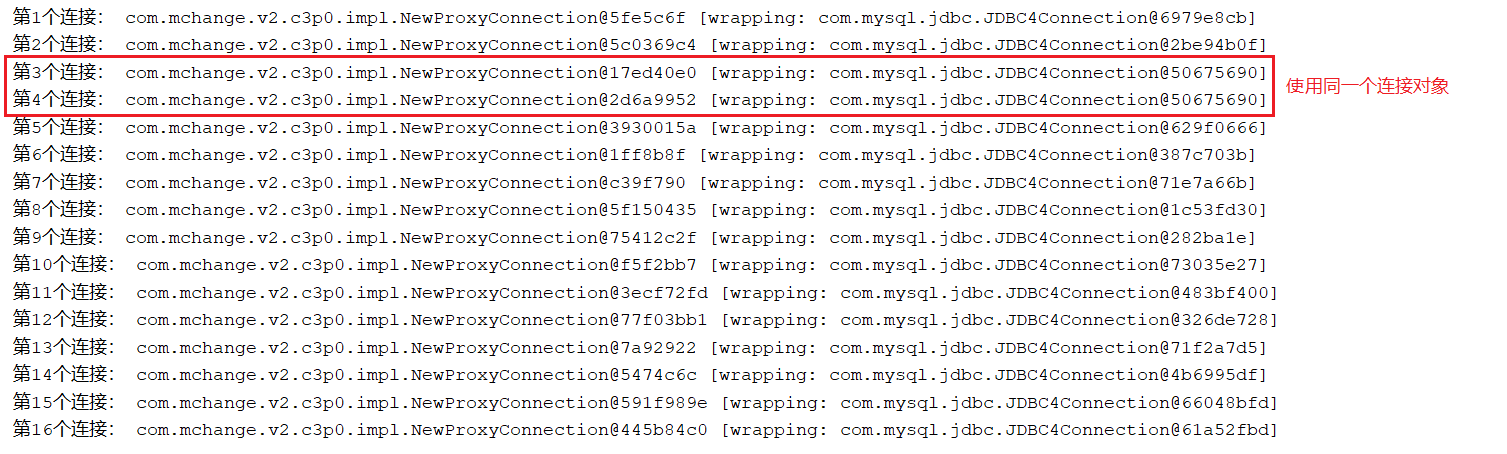 第1个连接： com.mchange.v2.c3p0.impl.NewProxyConnection@5fe5c6f [wrapping: com.mysql.jdbc.JDBC4Connection@6979e8cb]
第2个连接： com.mchange.v2.c3p0.impl.NewProxyConnection@5c0369c4 [wrapping: com.mysql.jdbc.JDBC4Connection@2be94b0f]
第3个连接： com.mchange.v2.c3p0.impl.NewProxyConnection@17ed40e0 [wrapping: com.mysql.jdbc.JDBC4Connection@50675690]
使用同一个连接对象
第4个连接： com.mchange.v2.c3p0.impl.NewProxyConnection@2d6a9952 [wrapping: com.mysql.jdbc.JDBC4Connection@50675690]
第5个连接： com.mchange.v2.c3p0.impl.NewProxyConnection@3930015a [wrapping: com.mysql.jdbc.JDBC4Connection@629f0666]
第6个连接： com.mchange.v2.c3p0.impl.NewProxyConnection@1ff8b8f [wrapping: com.mysql.jdbc.JDBC4Connection@387c703b]
第7个连接： com.mchange.v2.c3p0.impl.NewProxyConnection@c39f790 [wrapping: com.mysql.jdbc.JDBC4Connection@71e7a66b]
第8个连接： com.mchange.v2.c3p0.impl.NewProxyConnection@5f150435 [wrapping: com.mysql.jdbc.JDBC4Connection@1c53fd30]
第9个连接： com.mchange.v2.c3p0.impl.NewProxyConnection@75412c2f [wrapping: com.mysql.jdbc.JDBC4Connection@282ba1e]
第10个连接： com.mchange.v2.c3p0.impl.NewProxyConnection@f5f2bb7 [wrapping: com.mysql.jdbc.JDBC4Connection@73035e27]
第11个连接： com.mchange.v2.c3p0.impl.NewProxyConnection@3ecf72fd [wrapping: com.mysql.jdbc.JDBC4Connection@483bf400]
第12个连接： com.mchange.v2.c3p0.impl.NewProxyConnection@77f03bb1 [wrapping: com.mysql.jdbc.JDBC4Connection@326de728]
第13个连接： com.mchange.v2.c3p0.impl.NewProxyConnection@7a92922 [wrapping: com.mysql.jdbc.JDBC4Connection@71f2a7d5]
第14个连接： com.mchange.v2.c3p0.impl.NewProxyConnection@5474c6c [wrapping: com.mysql.jdbc.JDBC4Connection@4b6995df]
第15个连接： com.mchange.v2.c3p0.impl.NewProxyConnection@591f989e [wrapping: com.mysql.jdbc.JDBC4Connection@66048bfd]
第16个连接： com.mchange.v2.c3p0.impl.NewProxyConnection@445b84c0 [wrapping: com.mysql.jdbc.JDBC4Connection@61a52fbd]